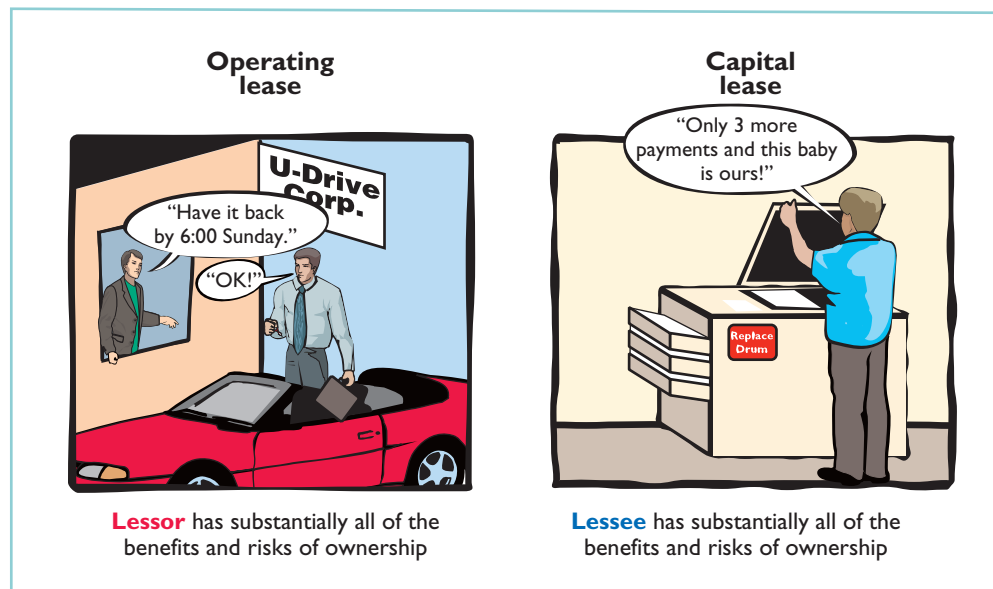 Operating
lease
Capital
lease
U-Drive
Corp.
“Have it back
by 6:00 Sunday.”
“OK!”
“Only 3 more
payments and this baby
is ours!”
Replace
Drum
Lessor has substantially all of the
benefits and risks of ownership
Lessee has substantially all of the
benefits and risks of ownership